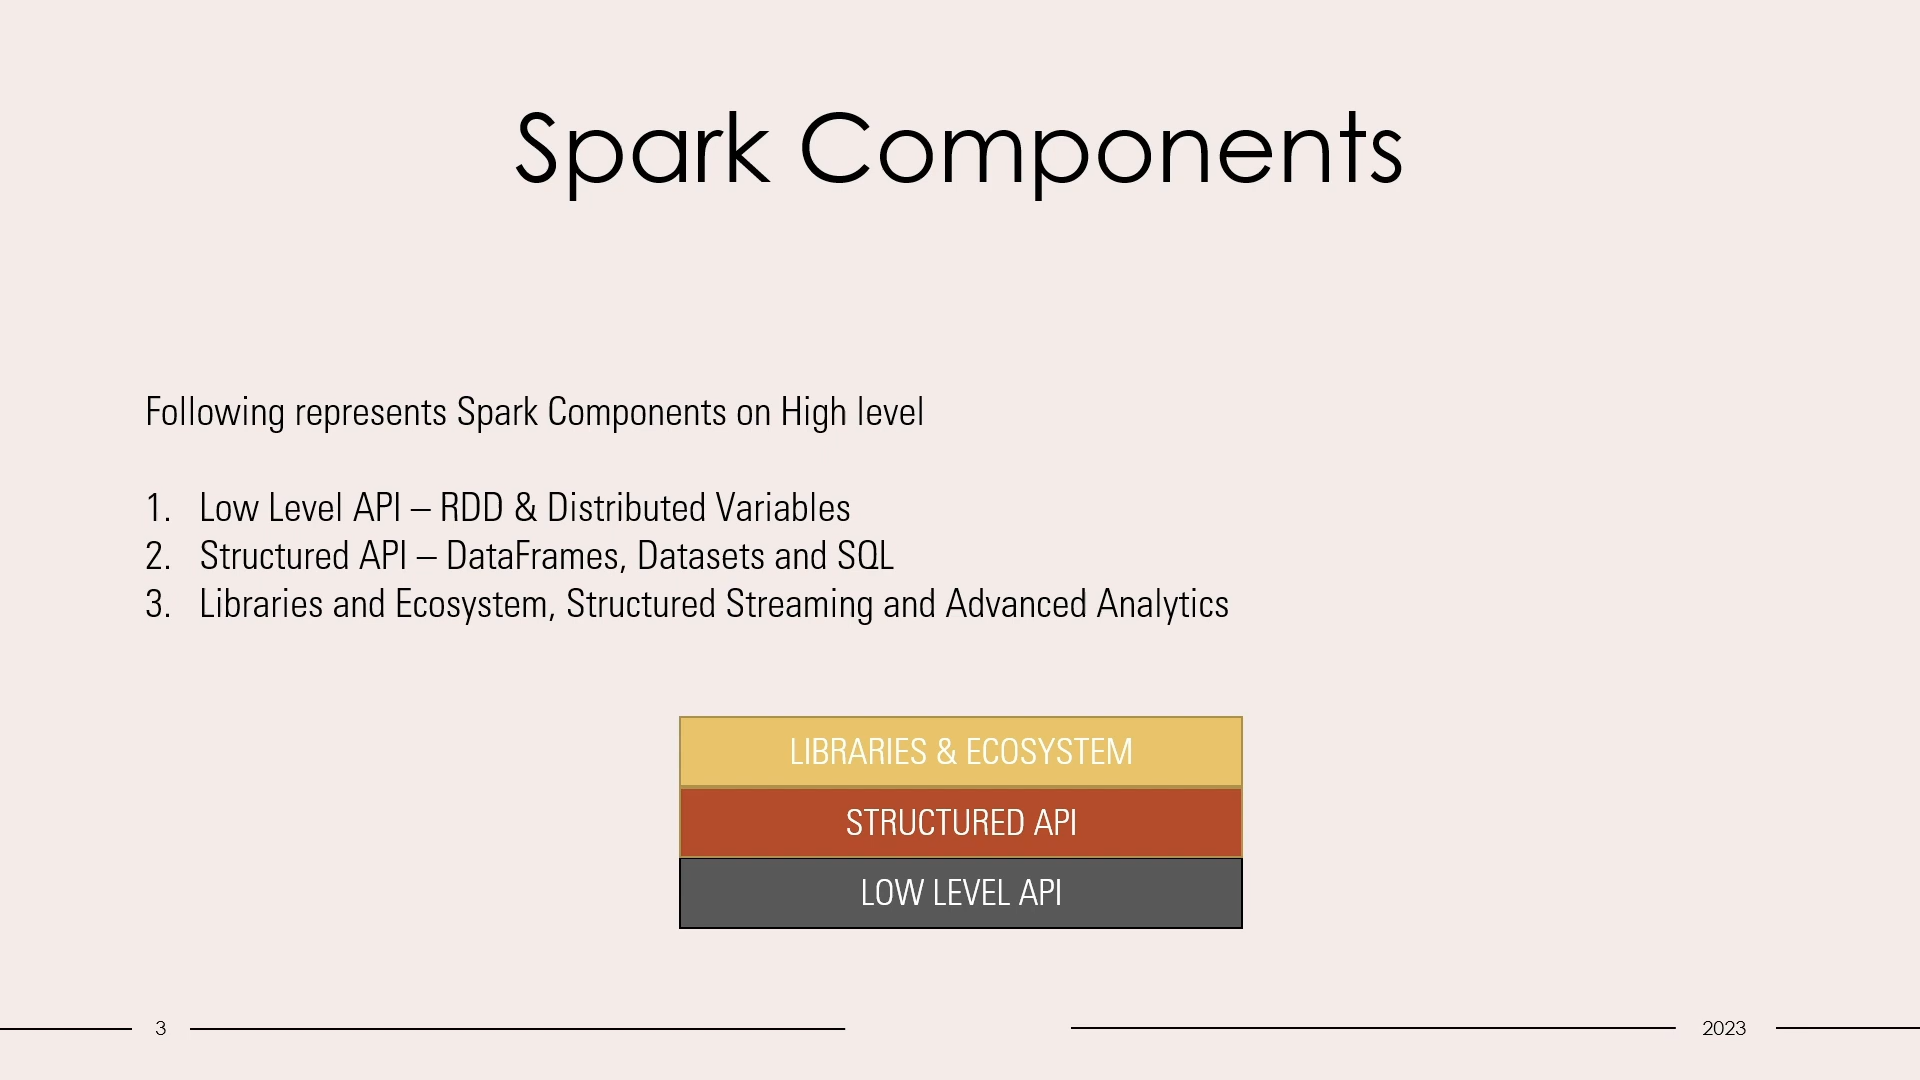 Spark Components
Following represents Spark Components on High level
1. Low Level API – RDD & Distributed Variables
2. Structured API – DataFrames, Datasets and SQL
3. Libraries and Ecosystem, Structured Streaming and Advanced Analytics
LIBRARIES & ECOSYSTEM
STRUCTURED API
LOW LEVEL API
3
2023